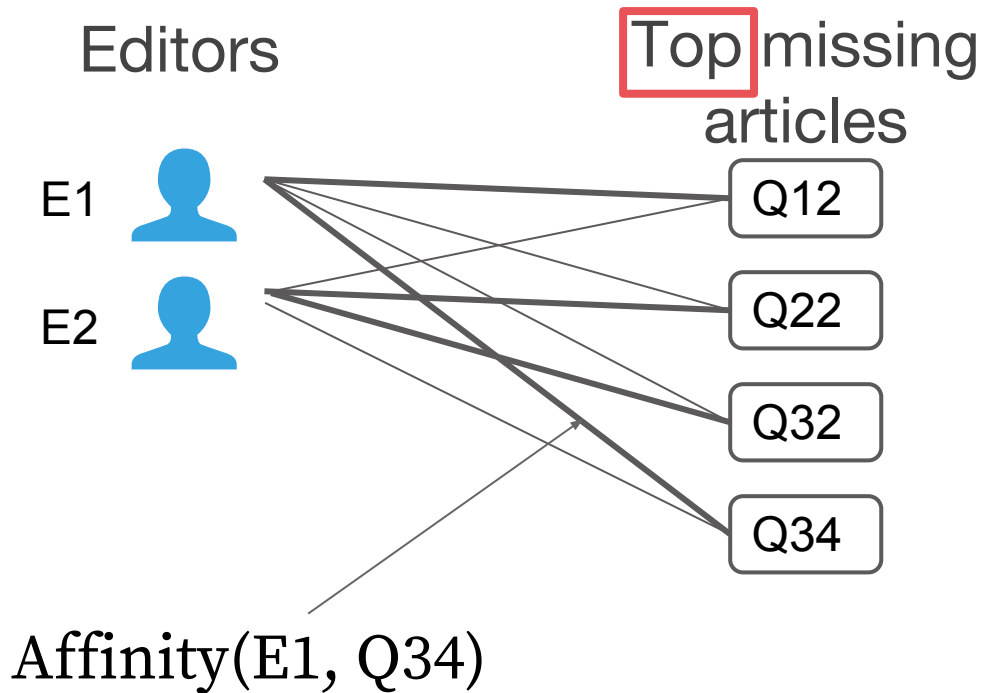 Editors
Top missing
articles
E1
Q12
Q22
E2
Q32
Q34
Affinity(E1, Q34)